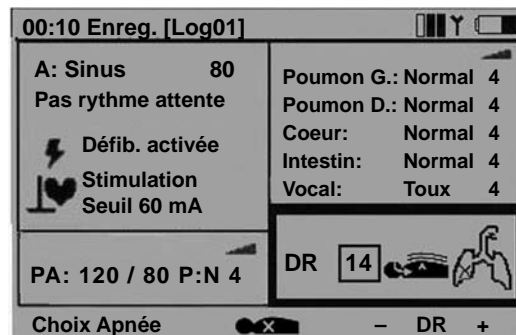 00:10 Enreg. [Log01]
A: Sinus 80
Pas rythme attente
Défib. activée
Stimulation
Seuil 60 mA
PA: 120 / 80 P:N 4
Poumon G.: Normal 4
Poumon D.: Normal 4
Coeur: Normal 4
Intestin: Normal 4
Vocal: Toux 4
DR 14
Choix Apnée – DR +